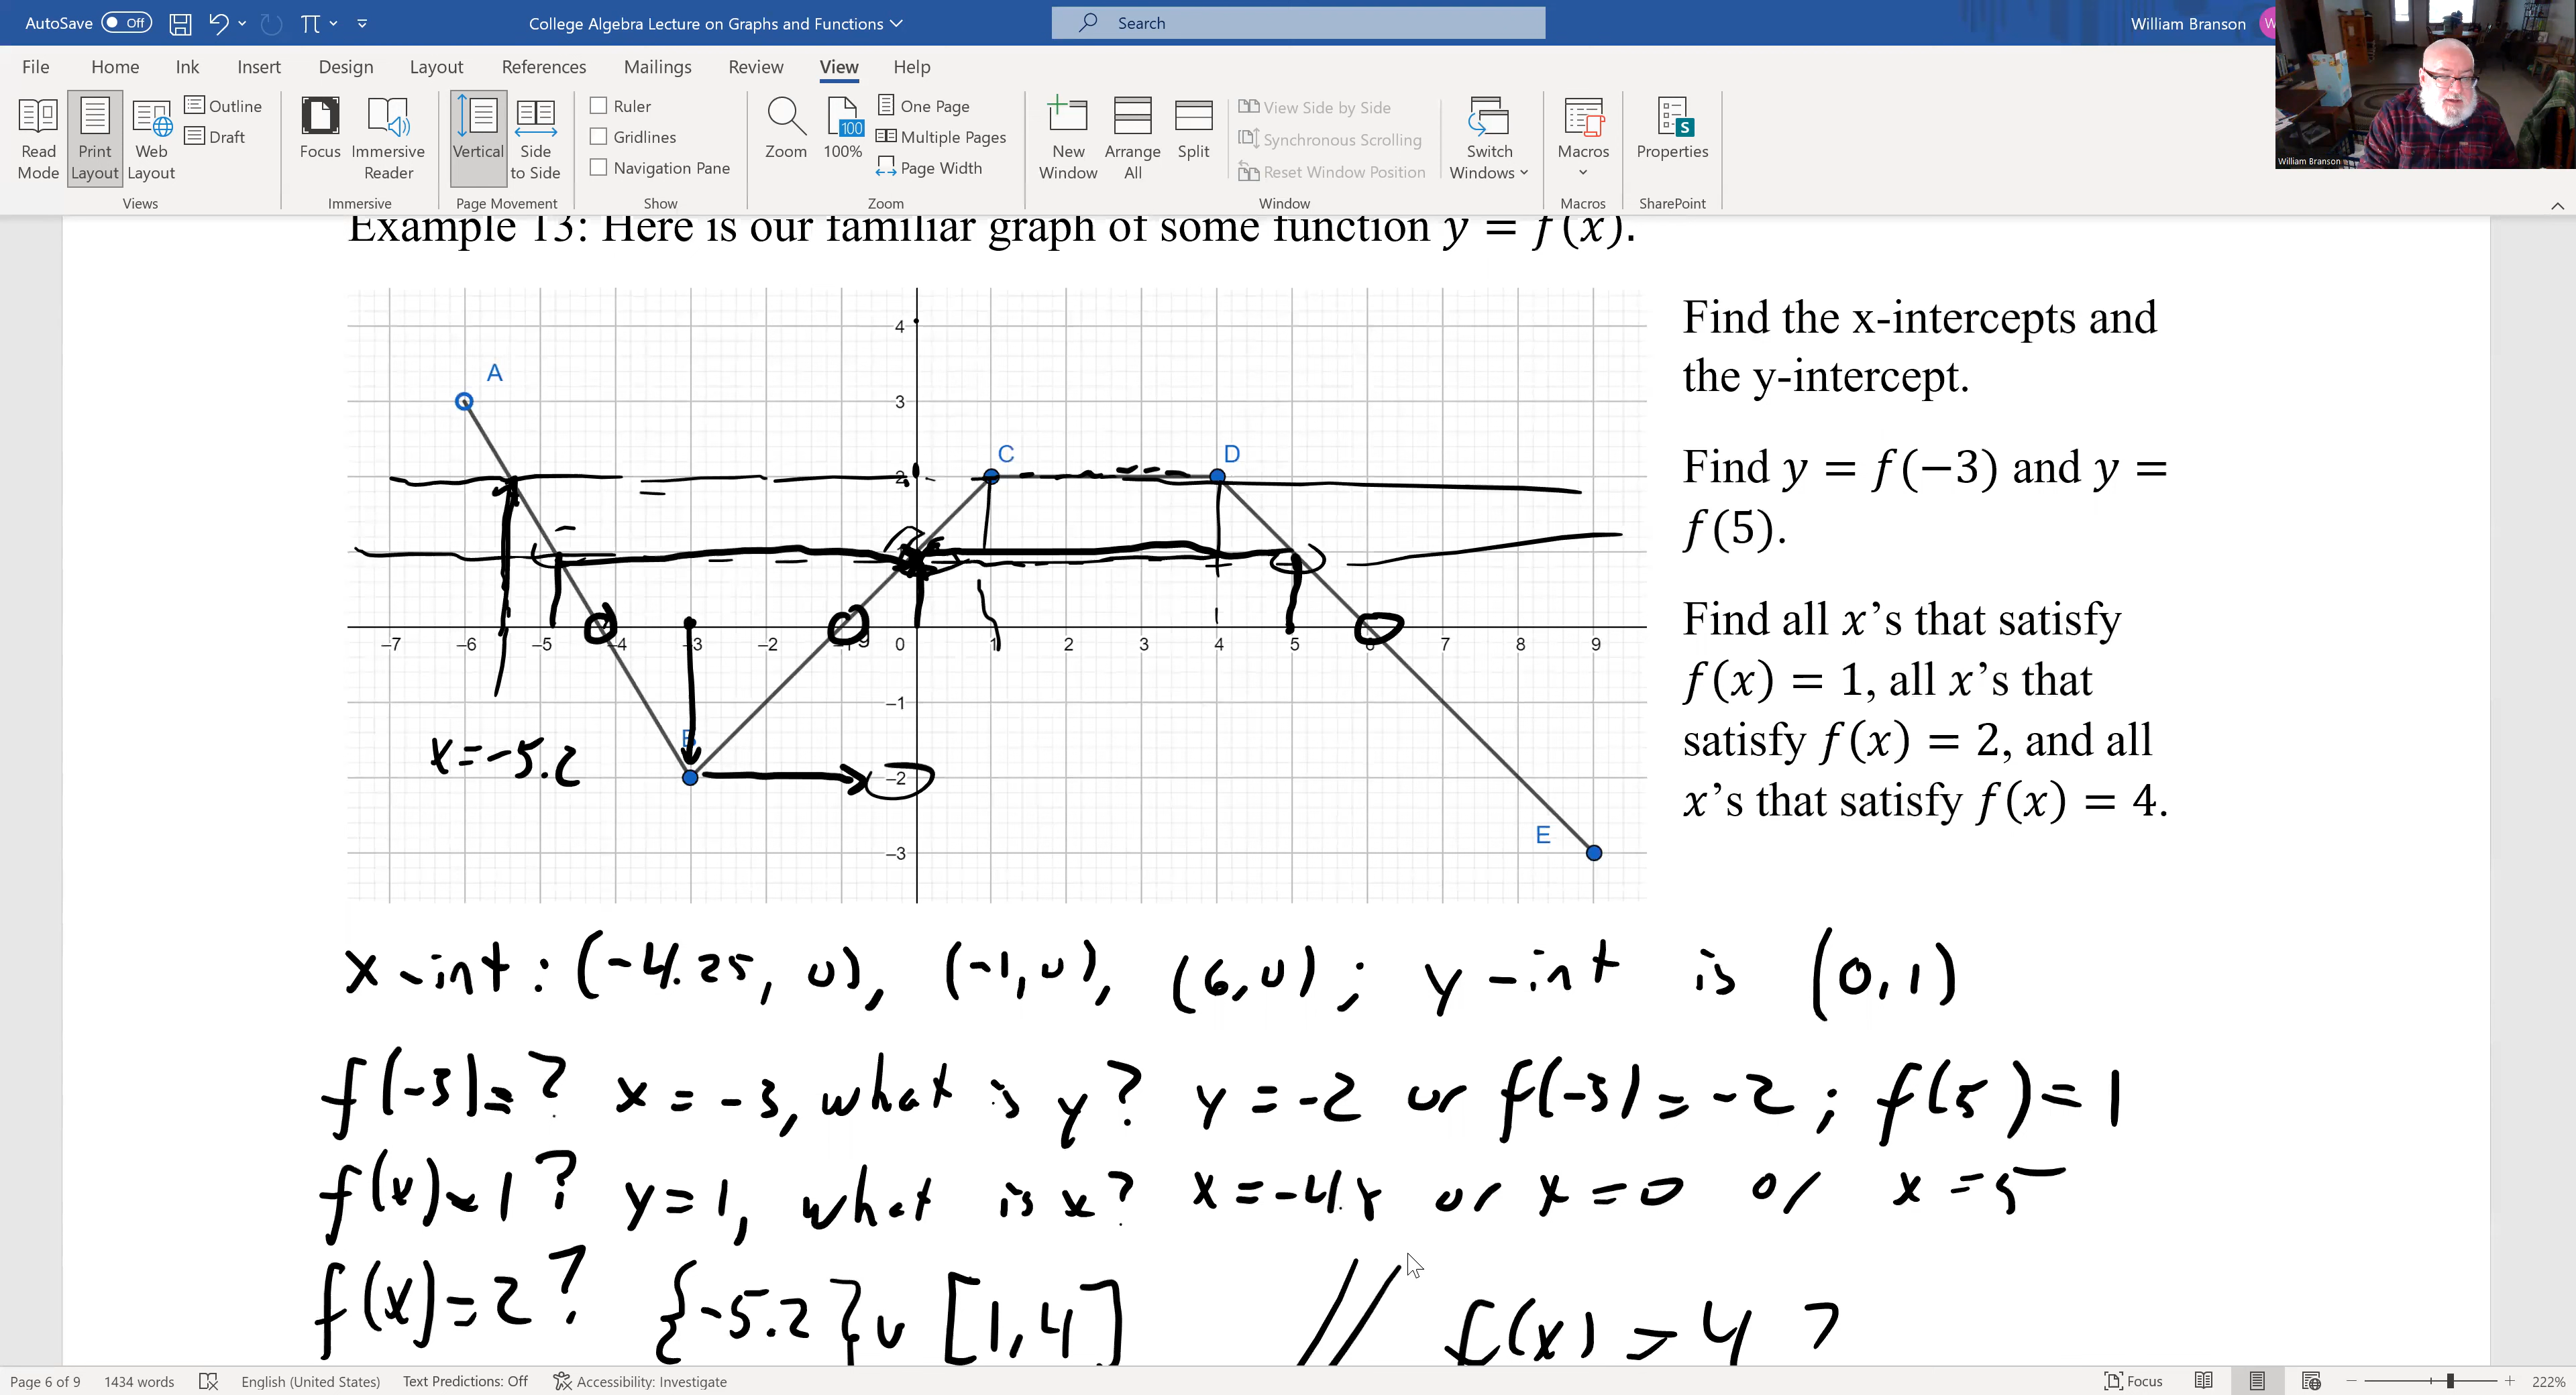 AutoSave Off College Algebra Lecture on Graphs and Functions Search William Branson
File Home Ink Insert Design Layout References Mailings Review View Help
Read Mode
Print Layout
Web Layout
Outline
Draft
Focus
Immersive Reader
Vertical
Side to Side
Ruler
Gridlines
Navigation Pane
Zoom
100
100%
One Page
Multiple Pages
Page Width
New Window
Arrange All
Split
View Side by Side
Synchronous Scrolling
Reset Window Position
Switch Windows
Macros
Properties
Views Immersive Page Movement Show Zoom Window Macros SharePoint
William Branson
Example 13: Here is our familiar graph of some function y = f(x).
Find the x-intercepts and
the y-intercept.
Find y = f(−3) and y =
f(5).
Find all x's that satisfy
f(x) = 1, all x's that
satisfy f(x) = 2, and all
x's that satisfy f(x) = 4.
4
A
3
C D
2
−7 −6 −5 −4 −3 −2 −1 0 1 2 3 4 5 6 7 8 9
−1
B
x=-5.2
−2
E
−3
x-int: (-4.25, 0), (-1,0), (6,0); y-int is (0,1)
f(-3)=? x=-3, what is y? y=-2 or f(-3)=-2; f(5)=1
f(x)=1? y=1, what is x? x=-4.8 or x=0 or x=5
f(x)=2? {-5.2}∪[1,4] // f(x)=4?
Page 6 of 9 1434 words English (United States) Text Predictions: Off Accessibility: Investigate Focus 222%